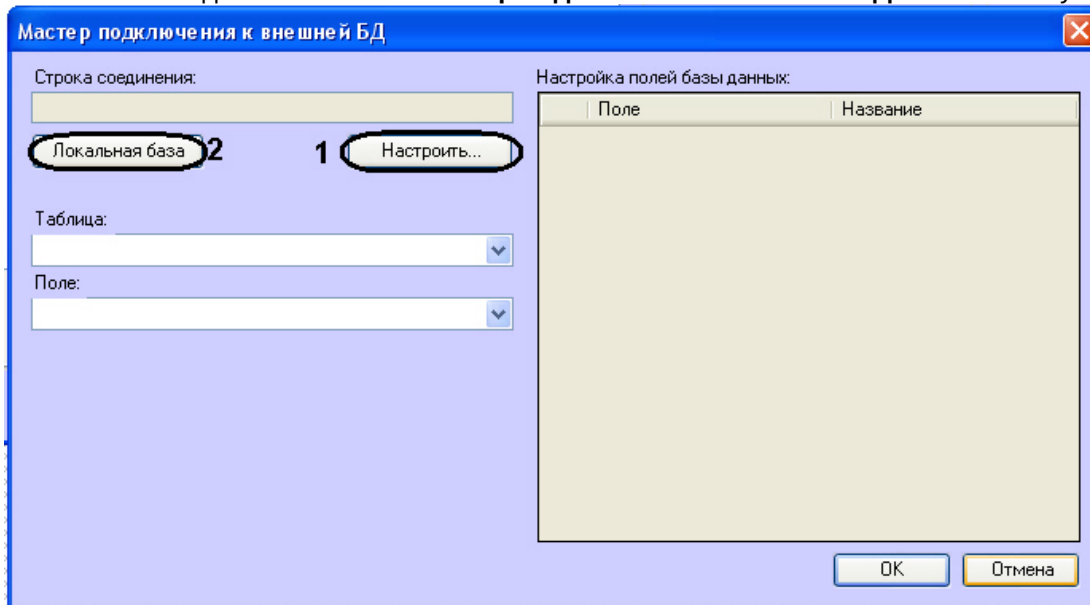 Мастер подключения к внешней БД
Строка соединения:
Локальная база 2 1 Настроить...
Таблица:
Поле:
Настройка полей базы данных:
Поле Название
OK Отмена